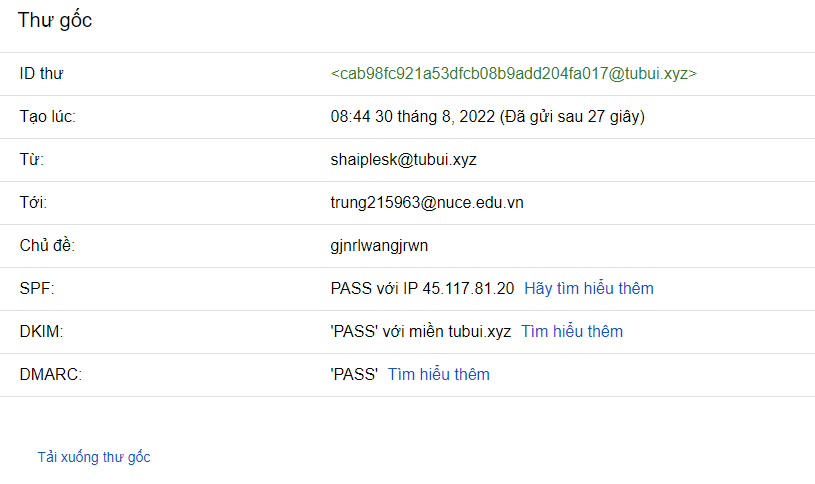 Thư gốc
ID thư <cab98fc921a53dfcb08b9add204fa017@tubui.xyz>
Tạo lúc: 08:44 30 tháng 8, 2022 (Đã gửi sau 27 giây)
Từ: shaiplesk@tubui.xyz
Tới: trung215963@nuce.edu.vn
Chủ đề: gjnrlwangjrwn
SPF: PASS với IP 45.117.81.20 Hãy tìm hiểu thêm
DKIM: 'PASS' với miền tubui.xyz Tìm hiểu thêm
DMARC: 'PASS' Tìm hiểu thêm
Tải xuống thư gốc